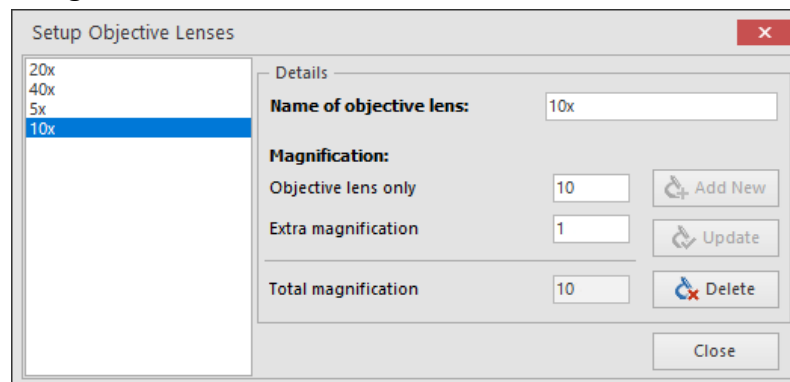 Setup Objective Lenses
20x
40x
5x
10x
Details
Name of objective lens: 10x
Magnification:
Objective lens only 10 Add New
Extra magnification 1 Update
Total magnification 10 Delete
Close